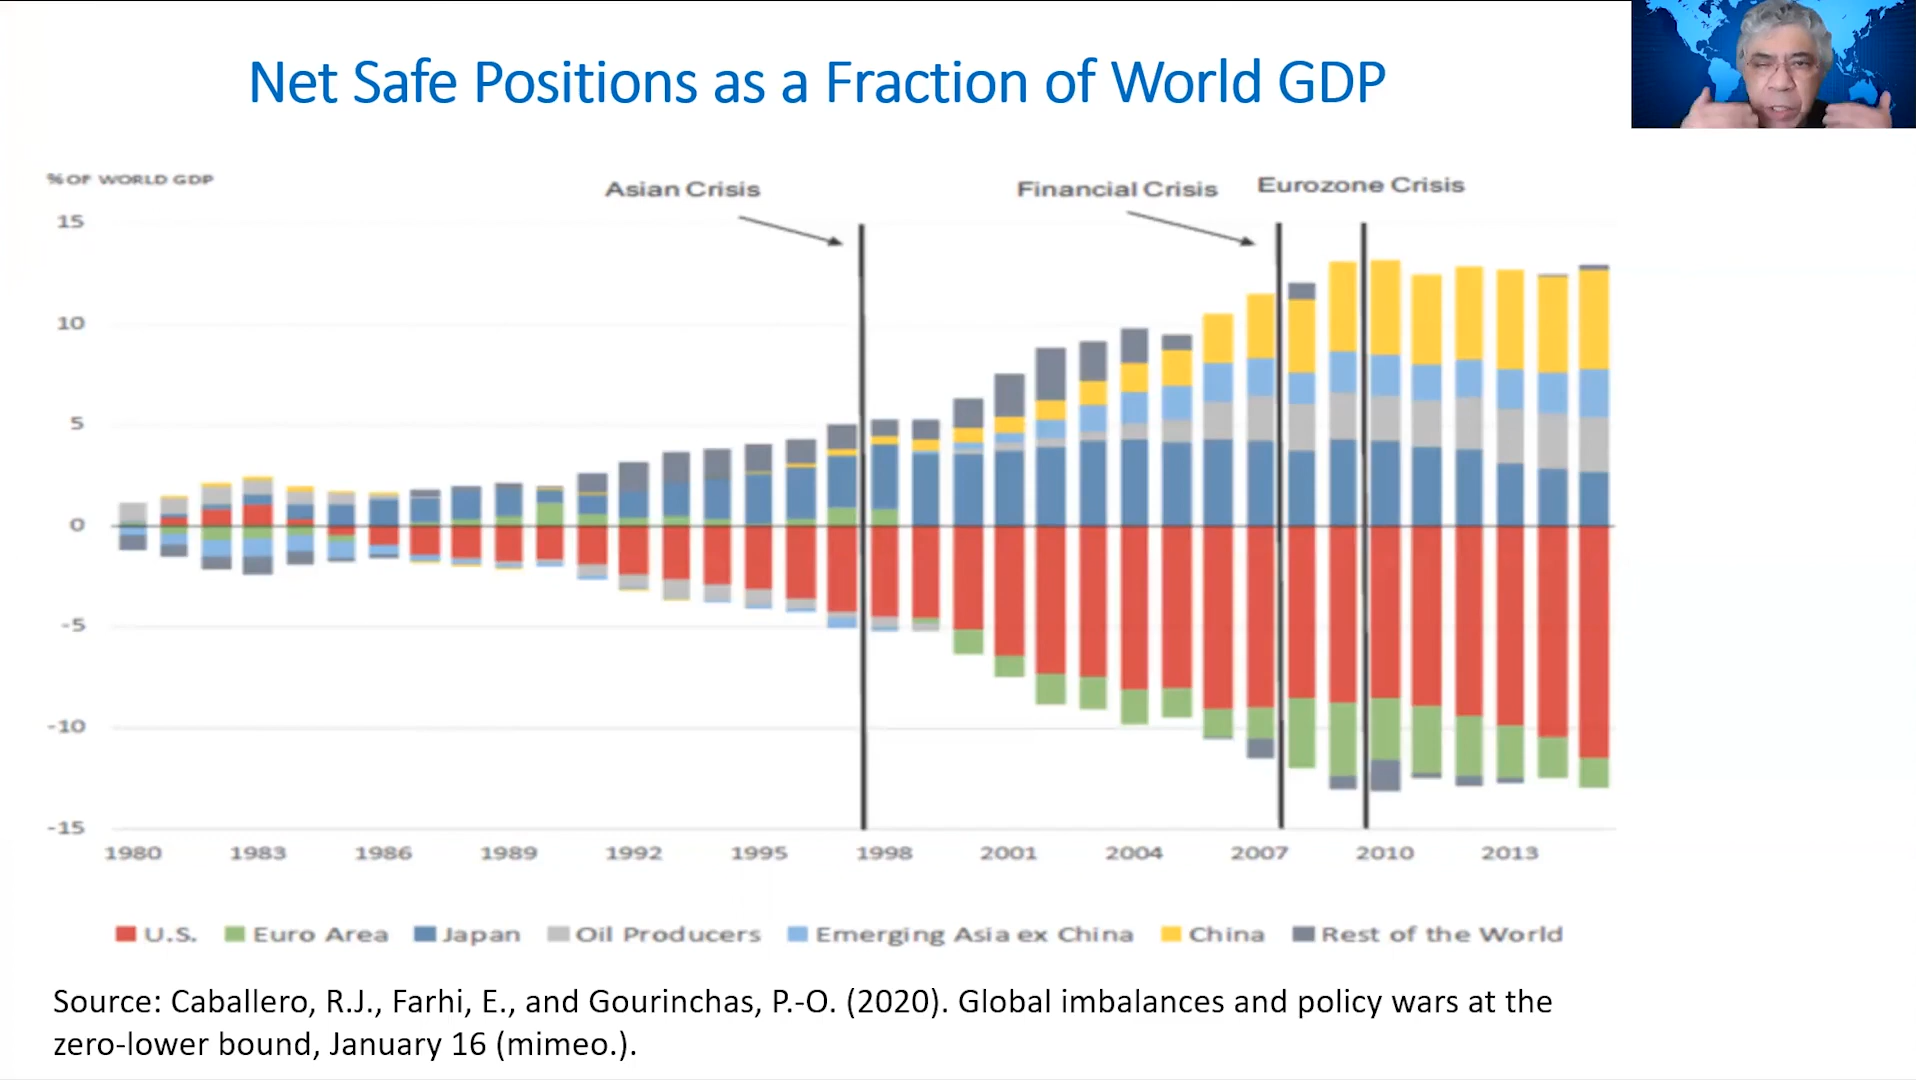 Net Safe Positions as a Fraction of World GDP
% OF WORLD GDP
Asian Crisis
Financial Crisis
Eurozone Crisis
15
10
5
0
-5
-10
-15
1980 1983 1986 1989 1992 1995 1998 2001 2004 2007 2010 2013
U.S. Euro Area Japan Oil Producers Emerging Asia ex China China Rest of the World
Source: Caballero, R.J., Farhi, E., and Gourinchas, P.-O. (2020). Global imbalances and policy wars at the
zero-lower bound, January 16 (mimeo.).